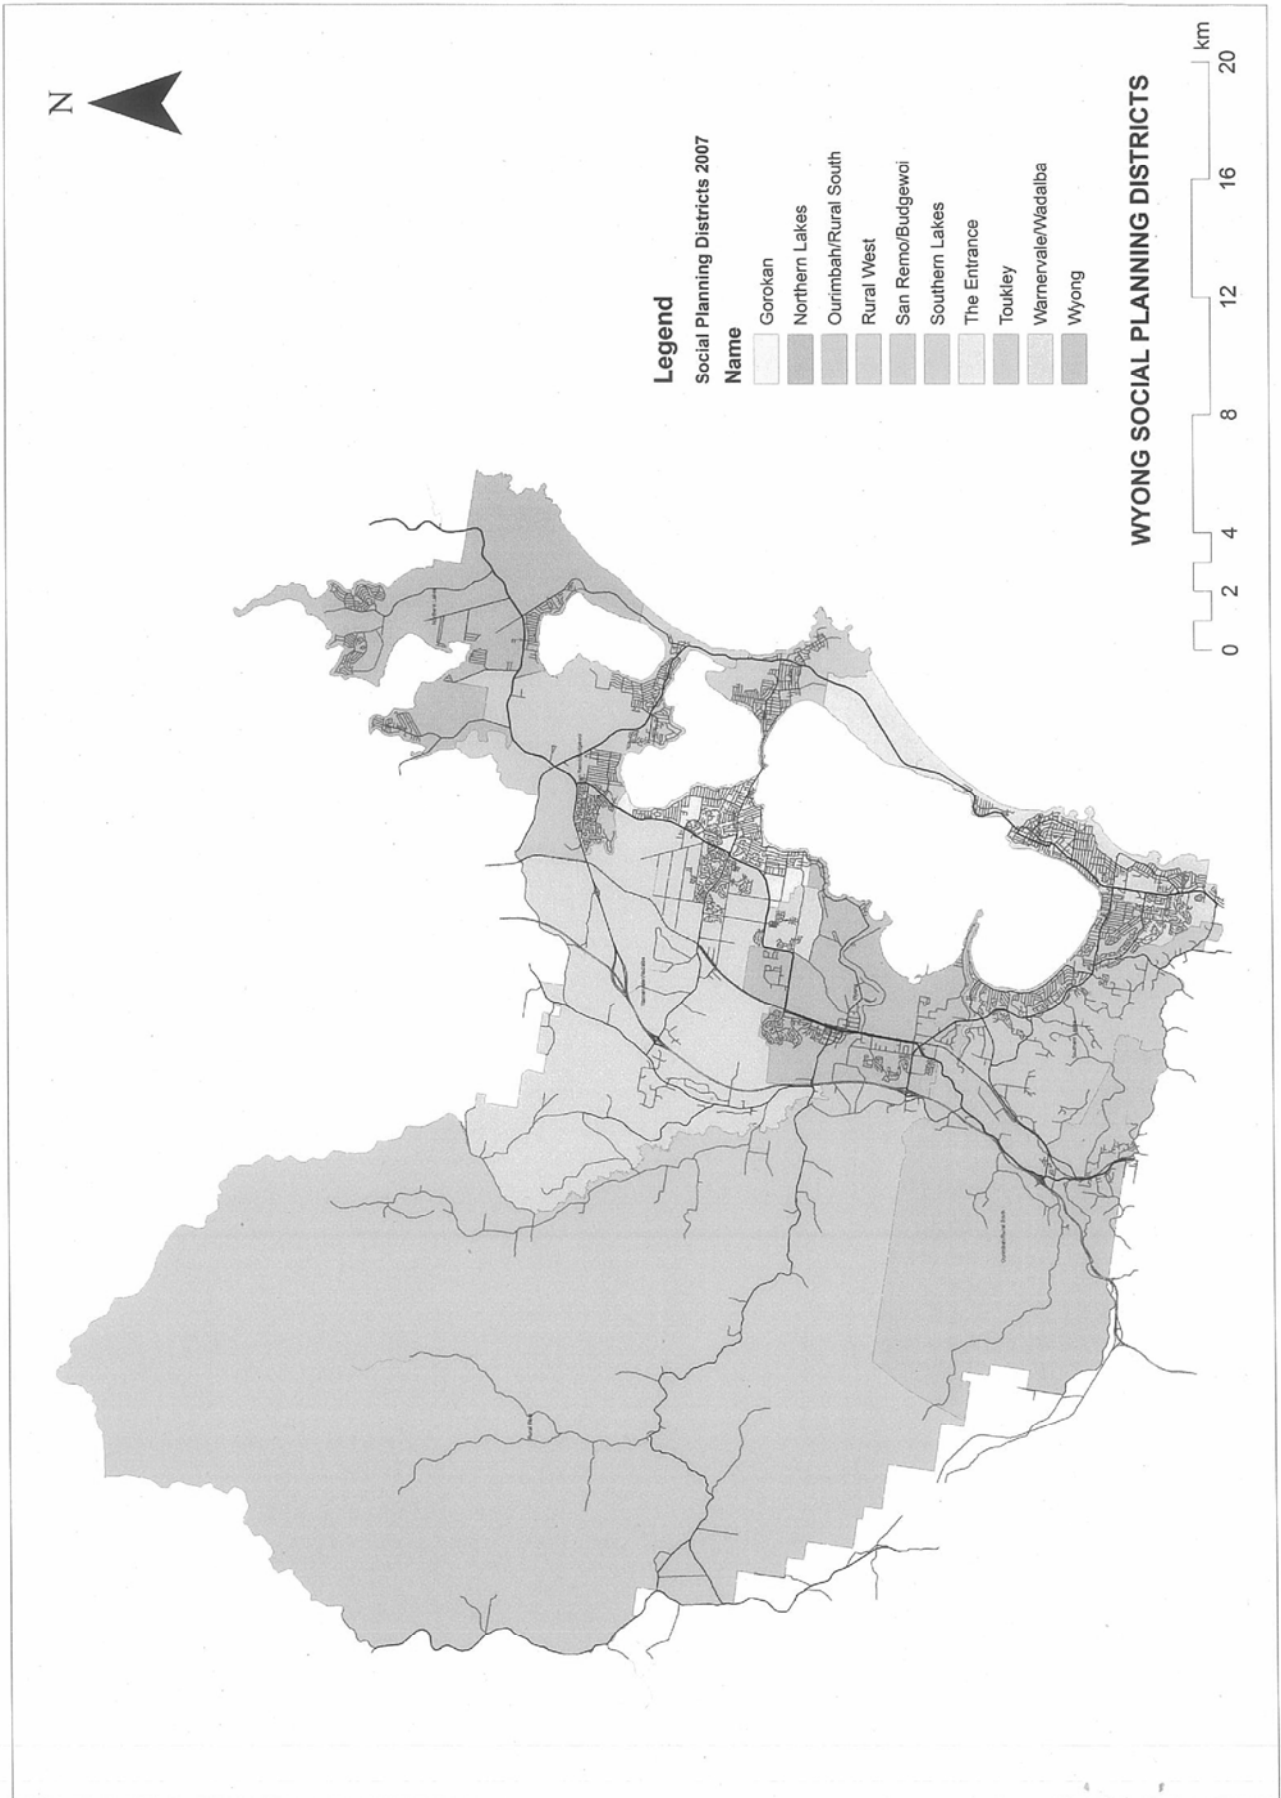 N
Legend
Social Planning Districts 2007
Name
Gorokan
Northern Lakes
Ourimbah/Rural South
Rural West
San Remo/Budgewoi
Southern Lakes
The Entrance
Toukley
Warnervale/Wadalba
Wyong
WYONG SOCIAL PLANNING DISTRICTS
0 2 4 8 12 16 20 km